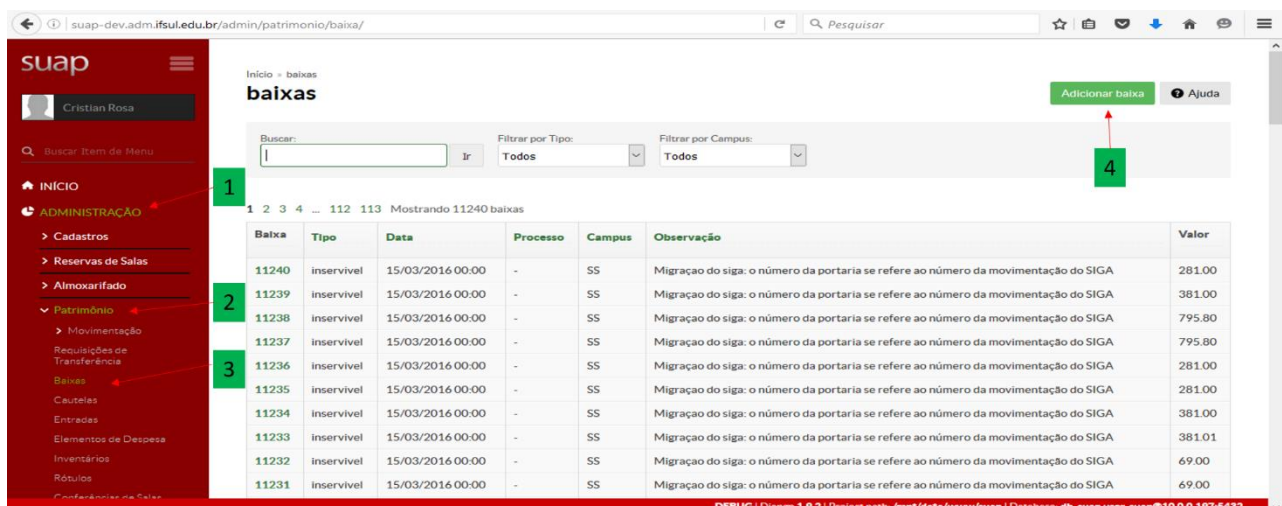 suap-dev.adm.ifsul.edu.br/admin/patrimonio/baixa/
Pesquisar
suap
Cristian Rosa
Buscar Item de Menu
INÍCIO
1
ADMINISTRAÇÃO
> Cadastros
> Reservas de Salas
> Almoxarifado
2
Patrimônio
> Movimentação
Requisições de
Transferência
3
Baixas
Cautelas
Entradas
Elementos de Despesa
Inventários
Rótulos
Conferências de Salas
Início » baixas
baixas
Adicionar baixa
Ajuda
4
Buscar: Filtrar por Tipo: Filtrar por Campus:
Ir Todos Todos
1 2 3 4 ... 112 113 Mostrando 11240 baixas
Baixa Tipo Data Processo Campus Observação Valor
11240 inservivel 15/03/2016 00:00 - SS Migraçao do siga: o número da portaria se refere ao número da movimentação do SIGA 281.00
11239 inservivel 15/03/2016 00:00 - SS Migraçao do siga: o número da portaria se refere ao número da movimentação do SIGA 381.00
11238 inservivel 15/03/2016 00:00 - SS Migraçao do siga: o número da portaria se refere ao número da movimentação do SIGA 795.80
11237 inservivel 15/03/2016 00:00 - SS Migraçao do siga: o número da portaria se refere ao número da movimentação do SIGA 795.80
11236 inservivel 15/03/2016 00:00 - SS Migraçao do siga: o número da portaria se refere ao número da movimentação do SIGA 281.00
11235 inservivel 15/03/2016 00:00 - SS Migraçao do siga: o número da portaria se refere ao número da movimentação do SIGA 281.00
11234 inservivel 15/03/2016 00:00 - SS Migraçao do siga: o número da portaria se refere ao número da movimentação do SIGA 381.00
11233 inservivel 15/03/2016 00:00 - SS Migraçao do siga: o número da portaria se refere ao número da movimentação do SIGA 381.01
11232 inservivel 15/03/2016 00:00 - SS Migraçao do siga: o número da portaria se refere ao número da movimentação do SIGA 69.00
11231 inservivel 15/03/2016 00:00 - SS Migraçao do siga: o número da portaria se refere ao número da movimentação do SIGA 69.00